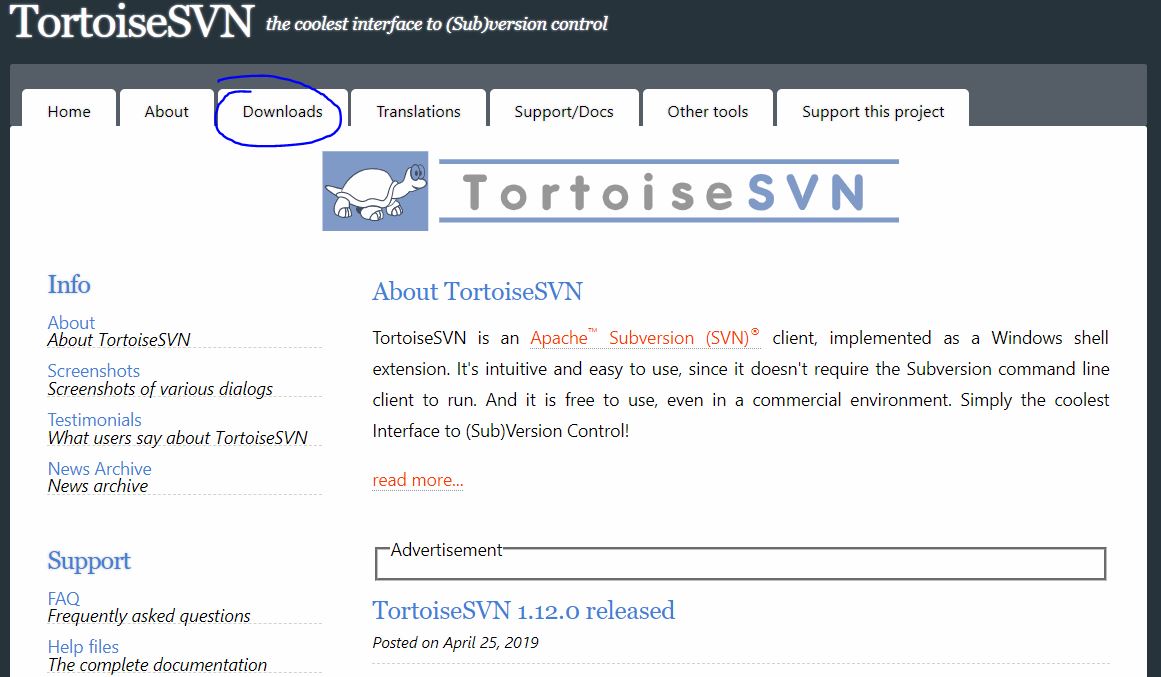 TortoiseSVN the coolest interface to (Sub)version control
Home About Downloads Translations Support/Docs Other tools Support this project
TortoiseSVN
Info
About
About TortoiseSVN
Screenshots
Screenshots of various dialogs
Testimonials
What users say about TortoiseSVN
News Archive
News archive
Support
FAQ
Frequently asked questions
Help files
The complete documentation
About TortoiseSVN
TortoiseSVN is an Apache™ Subversion (SVN)® client, implemented as a Windows shell
extension. It's intuitive and easy to use, since it doesn't require the Subversion command line
client to run. And it is free to use, even in a commercial environment. Simply the coolest
Interface to (Sub)Version Control!
read more...
Advertisement
TortoiseSVN 1.12.0 released
Posted on April 25, 2019